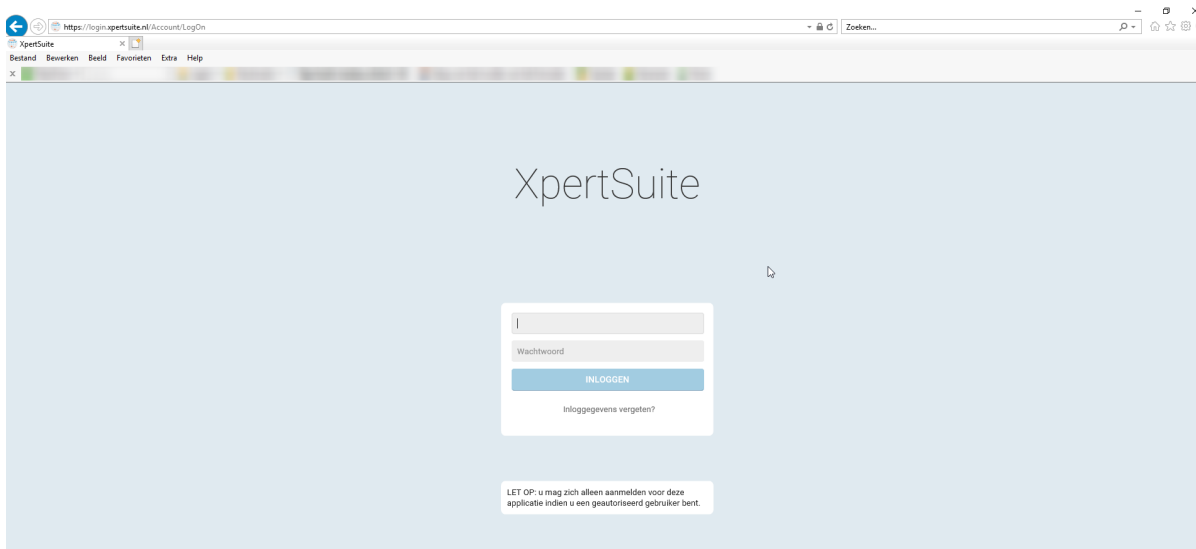 https://login.xpertsuite.nl/Account/LogOn
Zoeken...
XpertSuite
Bestand Bewerken Beeld Favorieten Extra Help
XpertSuite
Wachtwoord
INLOGGEN
Inloggegevens vergeten?
LET OP: u mag zich alleen aanmelden voor deze
applicatie indien u een geautoriseerd gebruiker bent.